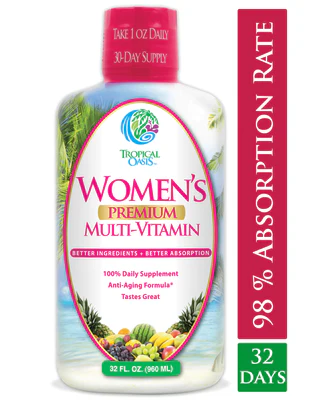 TAKE 1 OZ DAILY
30-DAY SUPPLY
TROPICAL
OASIS™
WOMEN'S
PREMIUM
MULTI-VITAMIN
BETTER INGREDIENTS + BETTER ABSORPTION
100% Daily Supplement
Anti-Aging Formula*
Tastes Great
32 FL. OZ. (960 ML)
98 % ABSORPTION RATE
32
DAYS